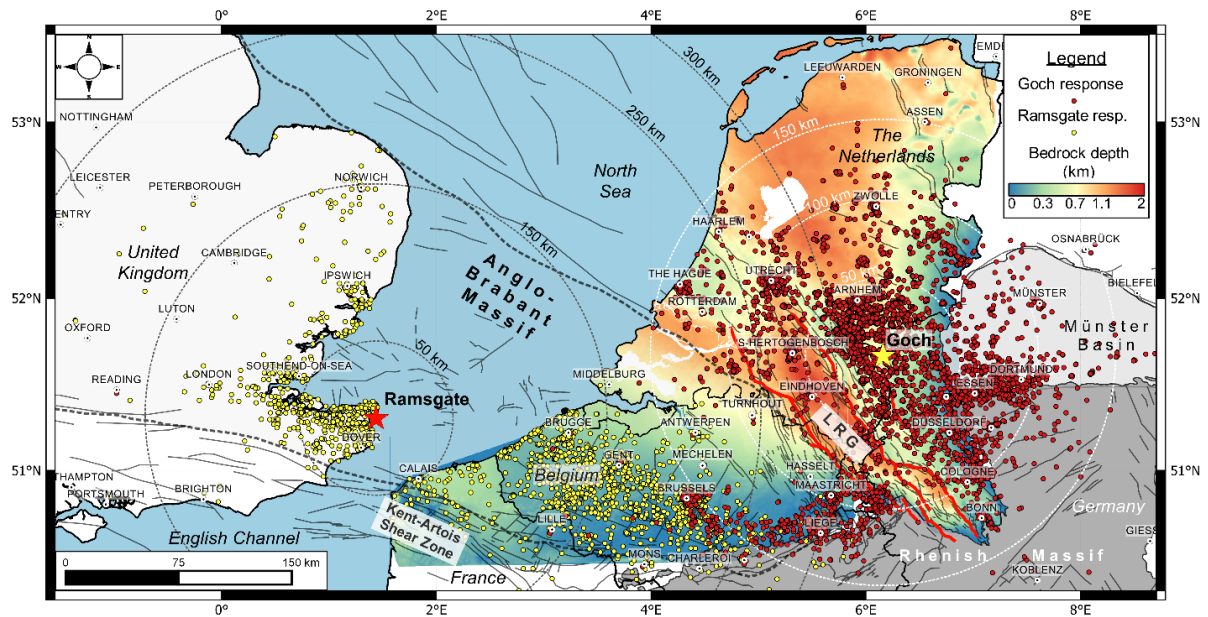 0°
2°
4°
6°
8°
53°N
52°N
51°N
53°N
52°N
51°N
0°
2°
4°
6°
8°
N
W
E
S
NOTTINGHAM
LEICESTER
PETERBOROUGH
NORWICH
ENTRY
CAMBRIDGE
United
Kingdom
IPSWICH
LUTON
OXFORD
READING
LONDON
SOUTHEND-ON-SEA
Ramsgate
DOVER
THAMPTON
PORTSMOUTH
BRIGHTON
English Channel
0
75
150 km
50 km
150 km
250 km
300 km
North
Sea
Anglo-
Brabant
Massif
CALAIS
Kent-Artois
Shear Zone
France
LILLE
MONS
CHARLEROI
BRUGGE
GENT
Belgium
ANTWERPEN
MECHELEN
BRUSSELS
MIDDELBURG
TURNHOUT
HASSELT
MAASTRICHT
LIEGE
LEEUWARDEN
GRONINGEN
ASSEN
EMDE
The
Netherlands
150 km
100 km
50 km
ZWOLLE
HAARLEM
THE HAGUE
UTRECHT
ROTTERDAM
ARNHEM
S-HERTOGENBOSCH
EINDHOVEN
Goch
LRG
OSNABRÜCK
BIELEFEL
MÜNSTER
Münster
Basin
DORTMUND
ESSEN
DUSSELDORF
COLOGNE
BONN
Germany
GIESS
Rhenish Massif
KOBLENZ
Legend
Goch response
Ramsgate resp.
Bedrock depth
(km)
0 0.3 0.7 1.1 2